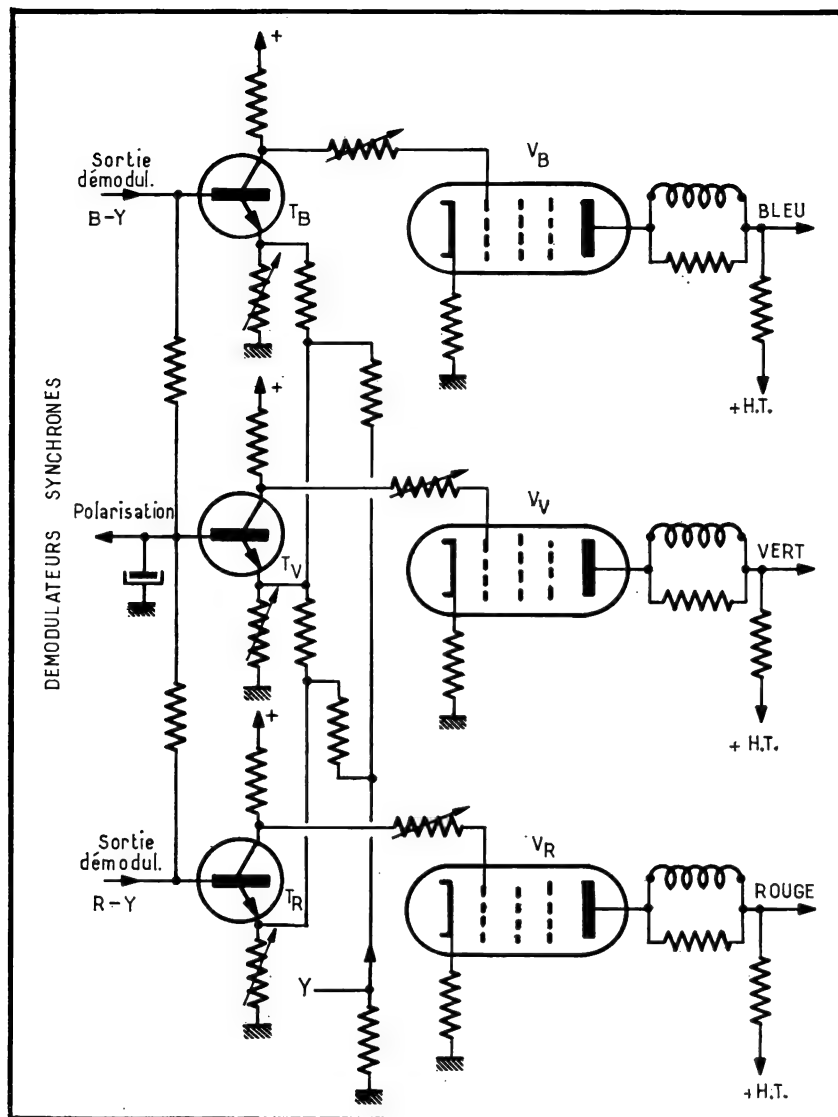 +
Sortie
démodul.
B-Y
T_B
V_B
BLEU
+H.T.
DEMODULATEURS SYNCHRONES
+
Polarisation
T_V
V_V
VERT
+ H.T.
+
Sortie
démodul.
R-Y
T_R
V_R
ROUGE
Y
+H.T.